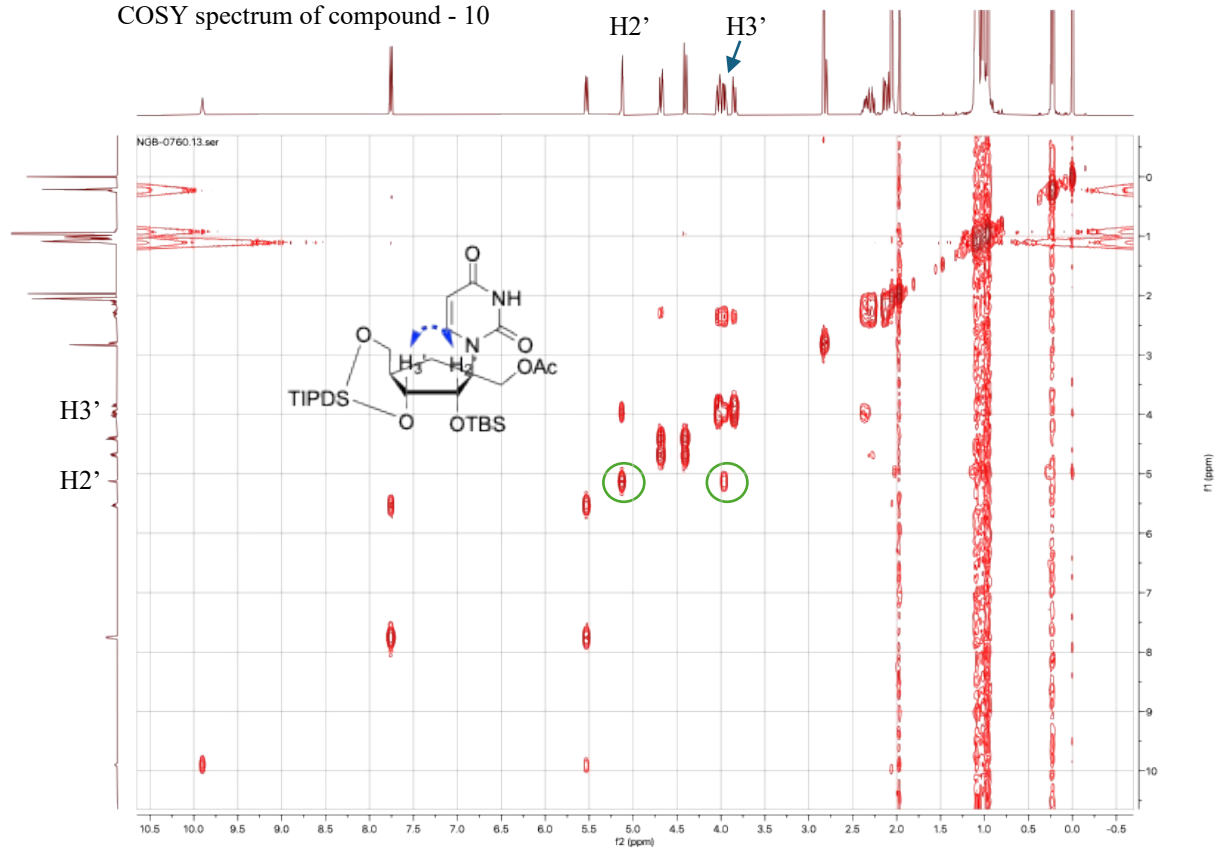 COSY spectrum of compound - 10
H2’
H3’
NGB-0760.13.ser
O
NH
N
O
O
H3'
H2'
OAc
TIPDS
O
OTBS
H3’
H2’
0
1
2
3
4
5
6
7
8
9
10
f1 (ppm)
10.5 10.0 9.5 9.0 8.5 8.0 7.5 7.0 6.5 6.0 5.5 5.0 4.5 4.0 3.5 3.0 2.5 2.0 1.5 1.0 0.5 0.0 -0.5
f2 (ppm)